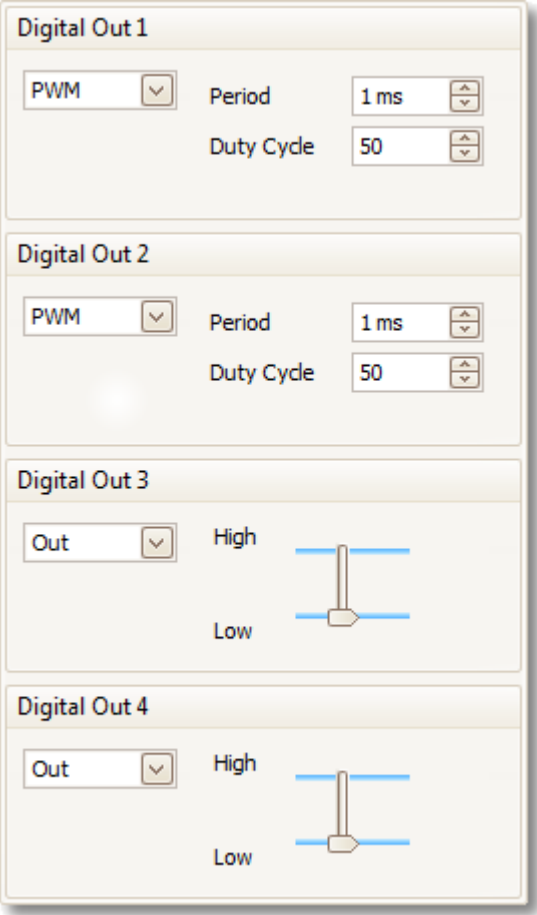 Digital Out 1
PWM Period 1 ms
Duty Cycle 50
Digital Out 2
PWM Period 1 ms
Duty Cycle 50
Digital Out 3
Out High
Low
Digital Out 4
Out High
Low